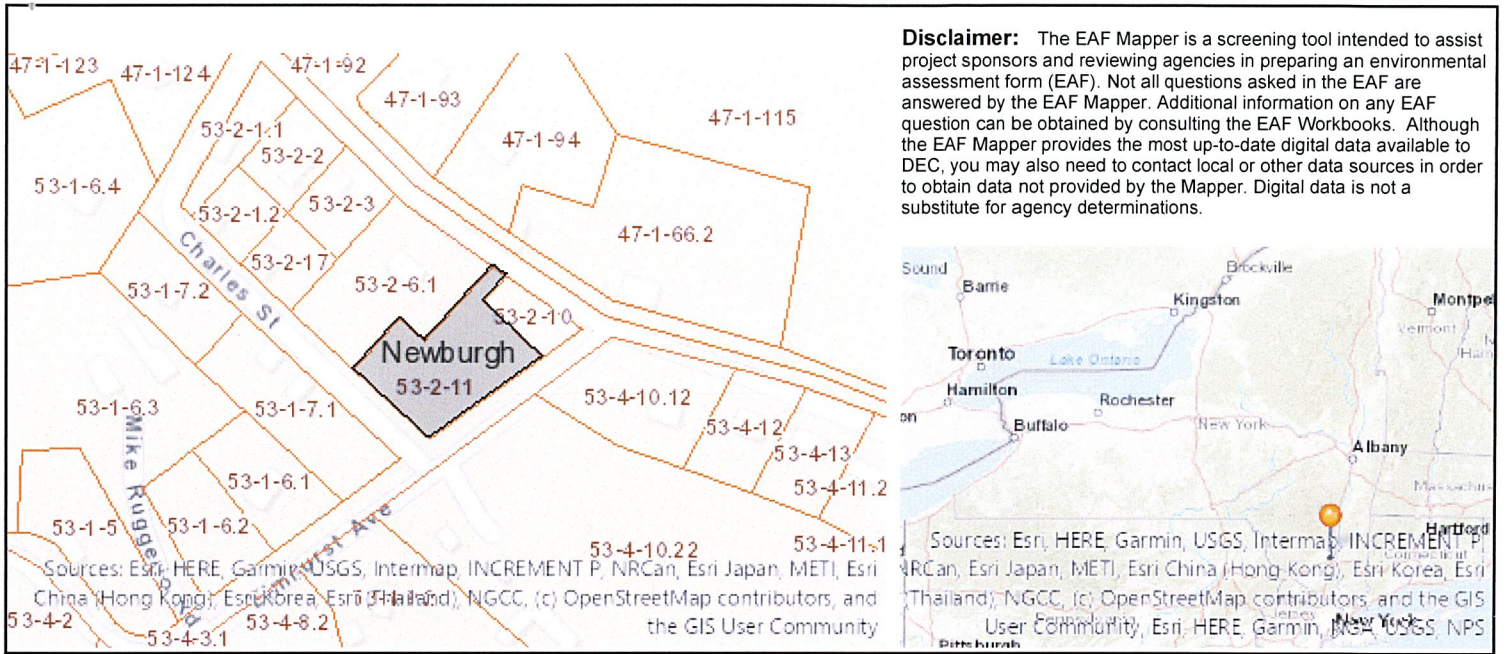 Disclaimer: The EAF Mapper is a screening tool intended to assist
project sponsors and reviewing agencies in preparing an environmental
assessment form (EAF). Not all questions asked in the EAF are
answered by the EAF Mapper. Additional information on any EAF
question can be obtained by consulting the EAF Workbooks. Although
the EAF Mapper provides the most up-to-date digital data available to
DEC, you may also need to contact local or other data sources in order
to obtain data not provided by the Mapper. Digital data is not a
substitute for agency determinations.
47-1-123
47-1-124
47-1-92
47-1-93
47-1-94
47-1-115
53-2-1.1
53-2-2
53-1-6.4
53-2-1.2
53-2-3
47-1-66.2
Charles St
53-2-17
53-1-7.2
53-2-6.1
53-2-10
Newburgh
53-2-11
53-1-6.3
53-1-7.1
53-4-10.12
53-4-12
53-4-13
53-4-11.2
53-1-6.1
53-1-5
53-1-6.2
53-4-10.22
53-4-11.1
Sources: Esri, HERE, Garmin, USGS, Intermap, INCREMENT P, NRCan, Esri Japan, METI, Esri
China (Hong Kong), Esri Korea, Esri (Thailand), NGCC, (c) OpenStreetMap contributors, and
the GIS User Community
53-4-2
53-4-3.1
53-4-8.2
Sound
Barrie
Brockville
Kingston
Montpel
Vermont
Toronto
Lake Ontario
Hamilton
Rochester
Buffalo
New York
Albany
Massachus
Hartford
Connecticut
Sources: Esri, HERE, Garmin, USGS, Intermap, INCREMENT P,
NRCan, Esri Japan, METI, Esri China (Hong Kong), Esri Korea, Esri
(Thailand), NGCC, (c) OpenStreetMap contributors, and the GIS
User Community, Esri, HERE, Garmin, NGA, USGS, NPS
Pennsylvania
New York
Pittsburgh